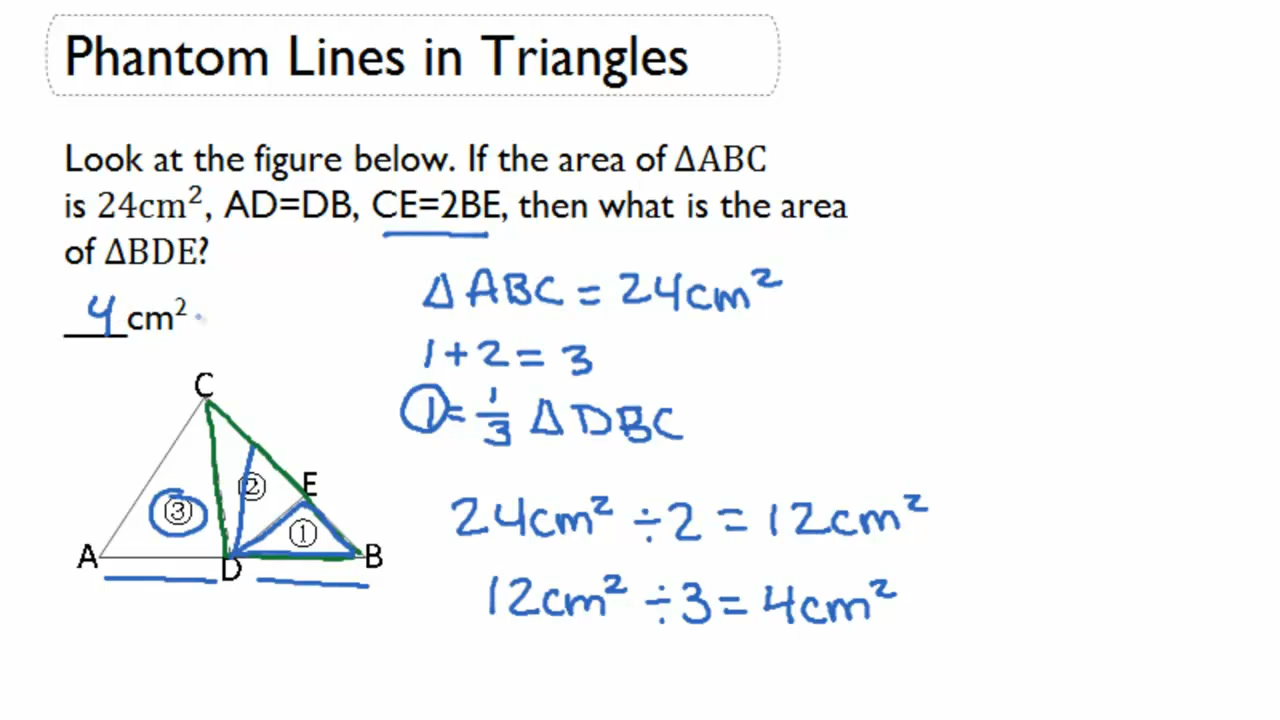 Phantom Lines in Triangles
Look at the figure below. If the area of ΔABC
is 24cm², AD=DB, CE=2BE, then what is the area
of ΔBDE?
4 cm²
Δ ABC = 24cm²
1+2 = 3
①= 1/3 Δ DBC
24cm² ÷2 = 12cm²
12cm² ÷3 = 4cm²
C
② E
③ ①
A D B